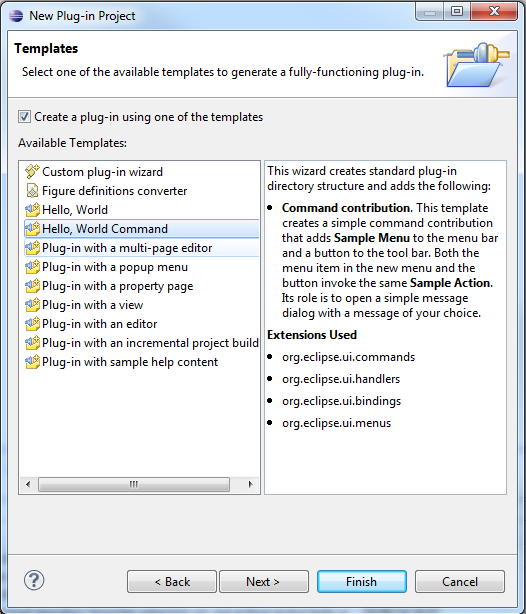 New Plug-in Project
Templates
Select one of the available templates to generate a fully-functioning plug-in.
Create a plug-in using one of the templates
Available Templates:
Custom plug-in wizard
Figure definitions converter
Hello, World
Hello, World Command
Plug-in with a multi-page editor
Plug-in with a popup menu
Plug-in with a property page
Plug-in with a view
Plug-in with an editor
Plug-in with an incremental project build
Plug-in with sample help content
This wizard creates standard plug-in
directory structure and adds the following:
• Command contribution. This template
creates a simple command contribution
that adds Sample Menu to the menu bar
and a button to the tool bar. Both the
menu item in the new menu and the
button invoke the same Sample Action.
Its role is to open a simple message
dialog with a message of your choice.
Extensions Used
• org.eclipse.ui.commands
• org.eclipse.ui.handlers
• org.eclipse.ui.bindings
• org.eclipse.ui.menus
? < Back Next > Finish Cancel